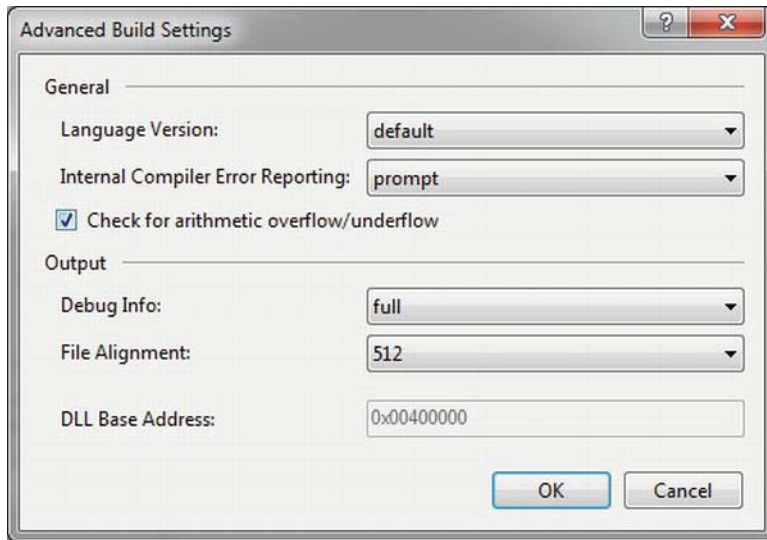 Advanced Build Settings
General
Language Version: default
Internal Compiler Error Reporting: prompt
Check for arithmetic overflow/underflow
Output
Debug Info: full
File Alignment: 512
DLL Base Address: 0x00400000
OK Cancel